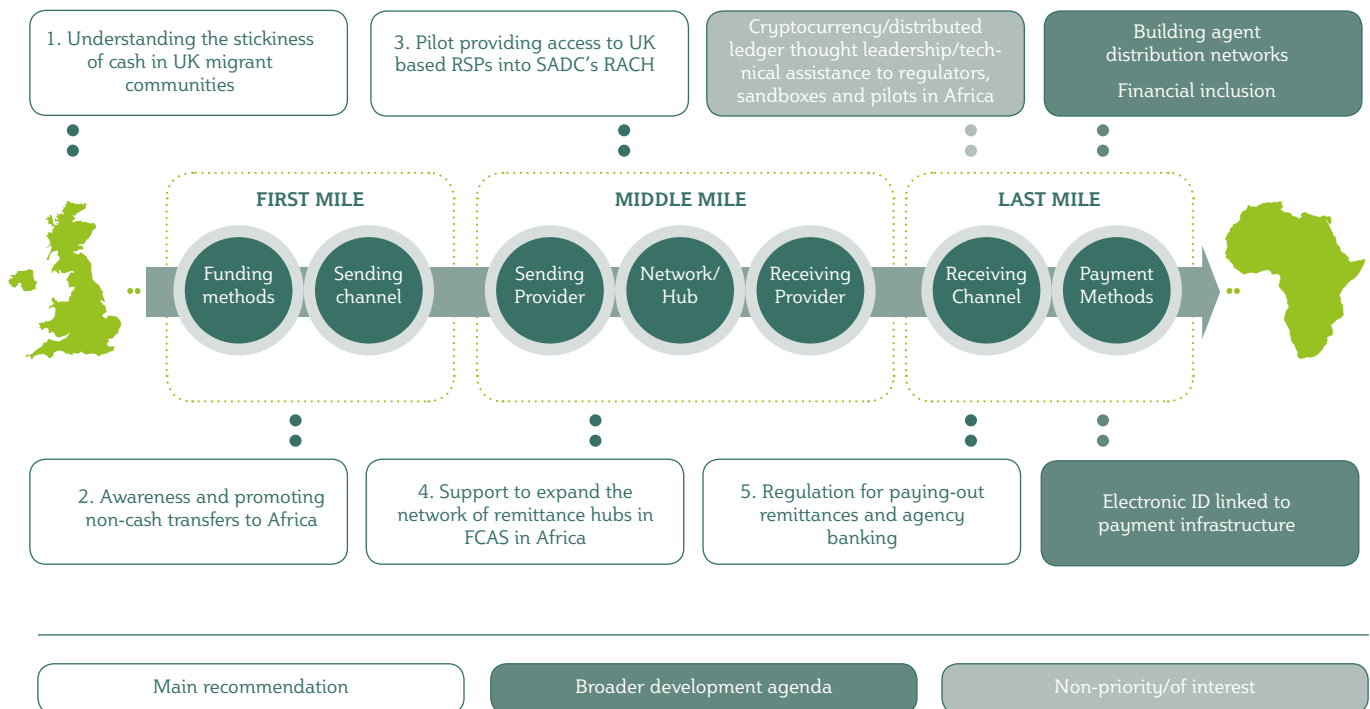 1. Understanding the stickiness
of cash in UK migrant
communities
3. Pilot providing access to UK
based RSPs into SADC's RACH
Cryptocurrency/distributed
ledger thought leadership/tech-
nical assistance to regulators,
sandboxes and pilots in Africa
Building agent
distribution networks
Financial inclusion
FIRST MILE
MIDDLE MILE
LAST MILE
Funding
methods
Sending
channel
Sending
Provider
Network/
Hub
Receiving
Provider
Receiving
Channel
Payment
Methods
2. Awareness and promoting
non-cash transfers to Africa
4. Support to expand the
network of remittance hubs in
FCAS in Africa
5. Regulation for paying-out
remittances and agency
banking
Electronic ID linked to
payment infrastructure
Main recommendation
Broader development agenda
Non-priority/of interest